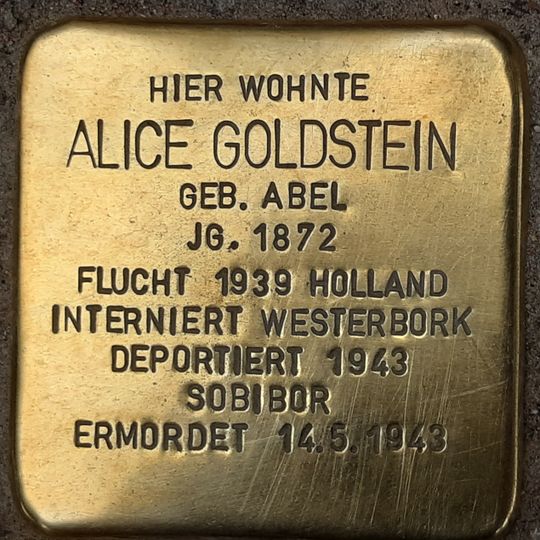 HIER WOHNTE
ALICE GOLDSTEIN
GEB. ABEL
JG. 1872
FLUCHT 1939 HOLLAND
INTERNIERT WESTERBORK
DEPORTIERT 1943
SOBIBOR
ERMORDET 14.5.1943